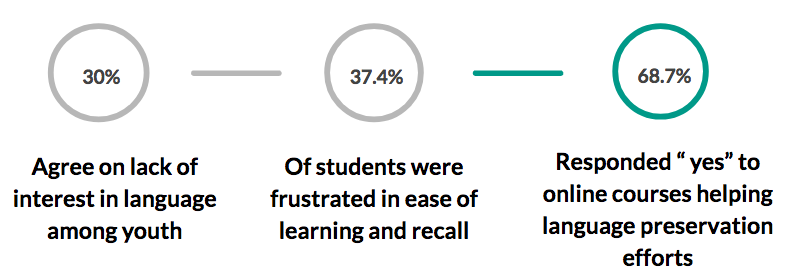 30%
Agree on lack of
interest in language
among youth
37.4%
Of students were
frustrated in ease of
learning and recall
68.7%
Responded “ yes” to
online courses helping
language preservation
efforts